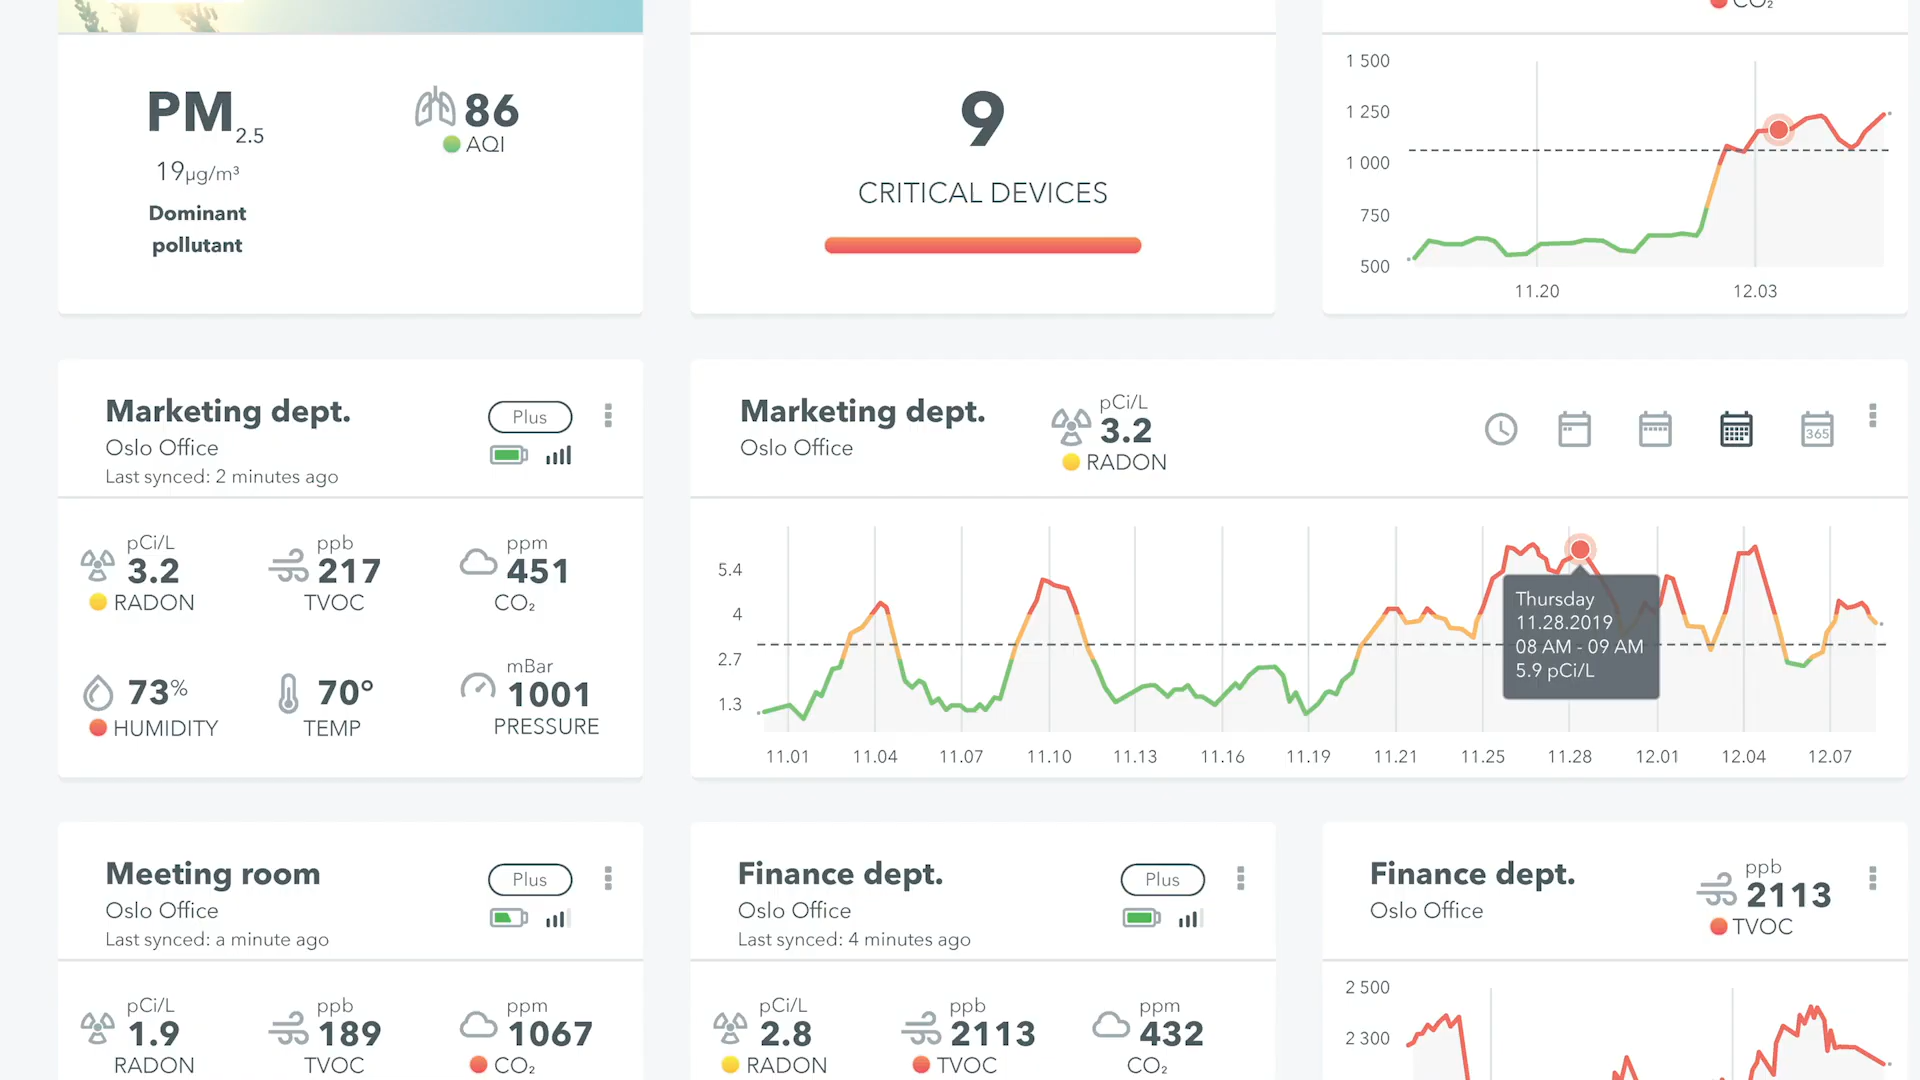 PM2.5
19µg/m³
Dominant
pollutant
86
AQI
9
CRITICAL DEVICES
CO₂
1 500
1 250
1 000
750
500
11.20
12.03
Marketing dept.
Oslo Office
Last synced: 2 minutes ago
Plus
pCi/L
3.2
RADON
ppb
217
TVOC
ppm
451
CO₂
73%
HUMIDITY
70°
TEMP
mBar
1001
PRESSURE
Marketing dept.
Oslo Office
pCi/L
3.2
RADON
365
5.4
4
2.7
1.3
Thursday
11.28.2019
08 AM - 09 AM
5.9 pCi/L
11.01
11.04
11.07
11.10
11.13
11.16
11.19
11.21
11.25
11.28
12.01
12.04
12.07
Meeting room
Oslo Office
Last synced: a minute ago
Plus
pCi/L
1.9
RADON
ppb
189
TVOC
ppm
1067
CO₂
Finance dept.
Oslo Office
Last synced: 4 minutes ago
Plus
pCi/L
2.8
RADON
ppb
2113
TVOC
ppm
432
CO₂
Finance dept.
Oslo Office
ppb
2113
TVOC
2 500
2 300